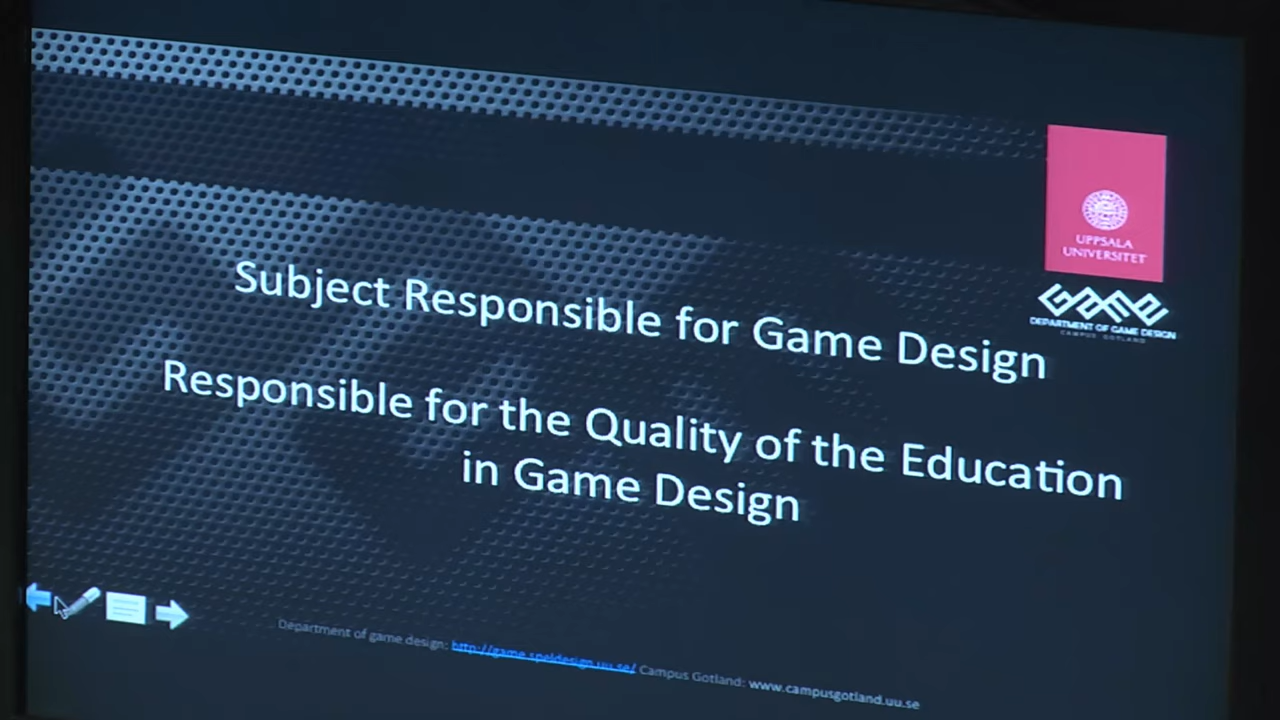 UPPSALA
UNIVERSITET
GAME
DEPARTMENT OF GAME DESIGN
CAMPUS GOTLAND
Subject Responsible for Game Design
Responsible for the Quality of the Education
in Game Design
Department of game design: http://game.speldesign.uu.se/ Campus Gotland: www.campusgotland.uu.se